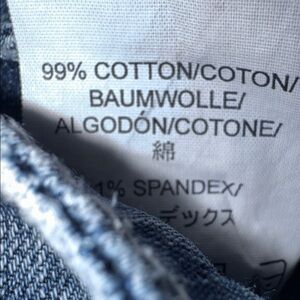 99% COTTON/COTON/
BAUMWOLLE/
ALGODÓN/COTONE/
綿
1% SPANDEX/
デックス